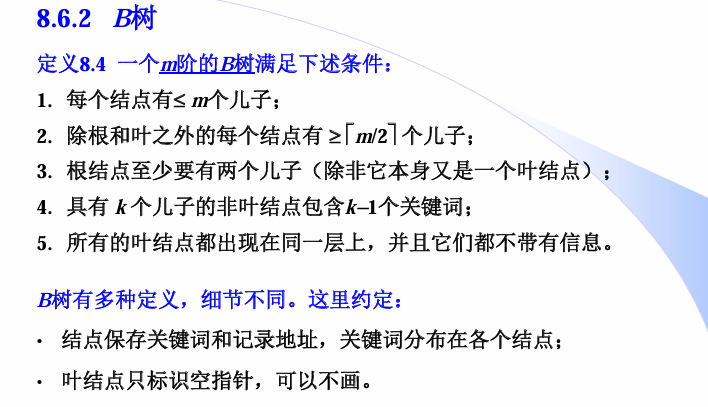 8.6.2 B树
定义8.4 一个m阶的B树满足下述条件：
1. 每个结点有≤ m个儿子；
2. 除根和叶之外的每个结点有 ≥⌈m/2⌉ 个儿子；
3. 根结点至少要有两个儿子（除非它本身又是一个叶结点）；
4. 具有 k 个儿子的非叶结点包含k–1个关键词；
5. 所有的叶结点都出现在同一层上，并且它们都不带有信息。
B树有多种定义，细节不同。这里约定：
• 结点保存关键词和记录地址，关键词分布在各个结点；
• 叶结点只标识空指针，可以不画。